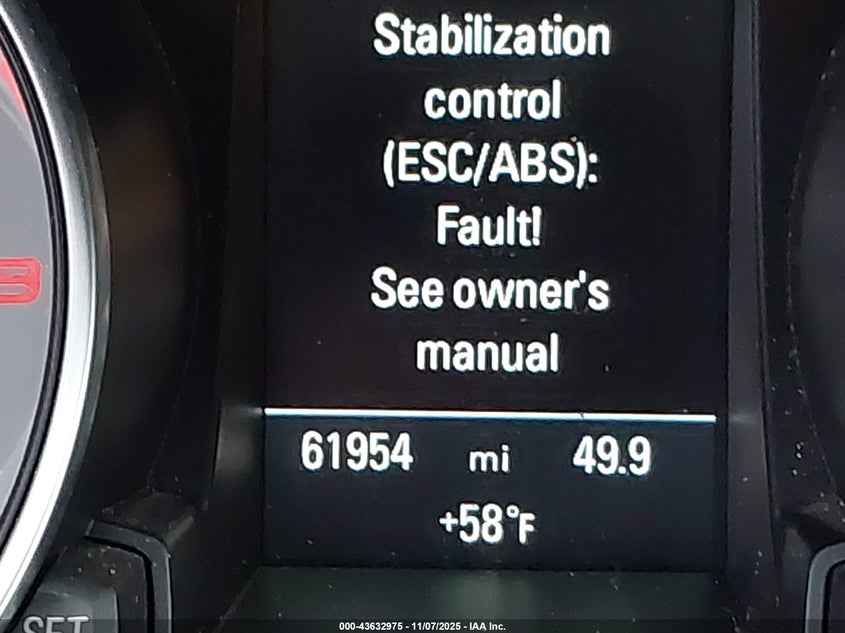 Stabilization
control
(ESC/ABS):
Fault!
See owner's
manual
61954 mi 49.9
+58°F
SET
000-43632975 - 11/07/2025 - IAA Inc.